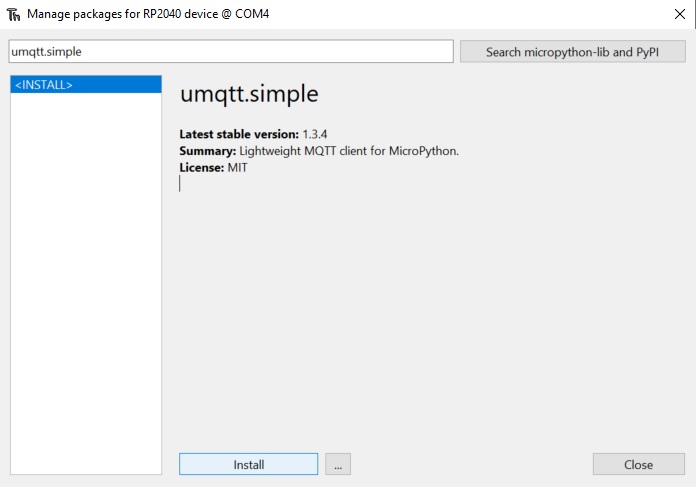 Manage packages for RP2040 device @ COM4
umqtt.simple
Search micropython-lib and PyPI
<INSTALL>
umqtt.simple
Latest stable version: 1.3.4
Summary: Lightweight MQTT client for MicroPython.
License: MIT
Install
...
Close